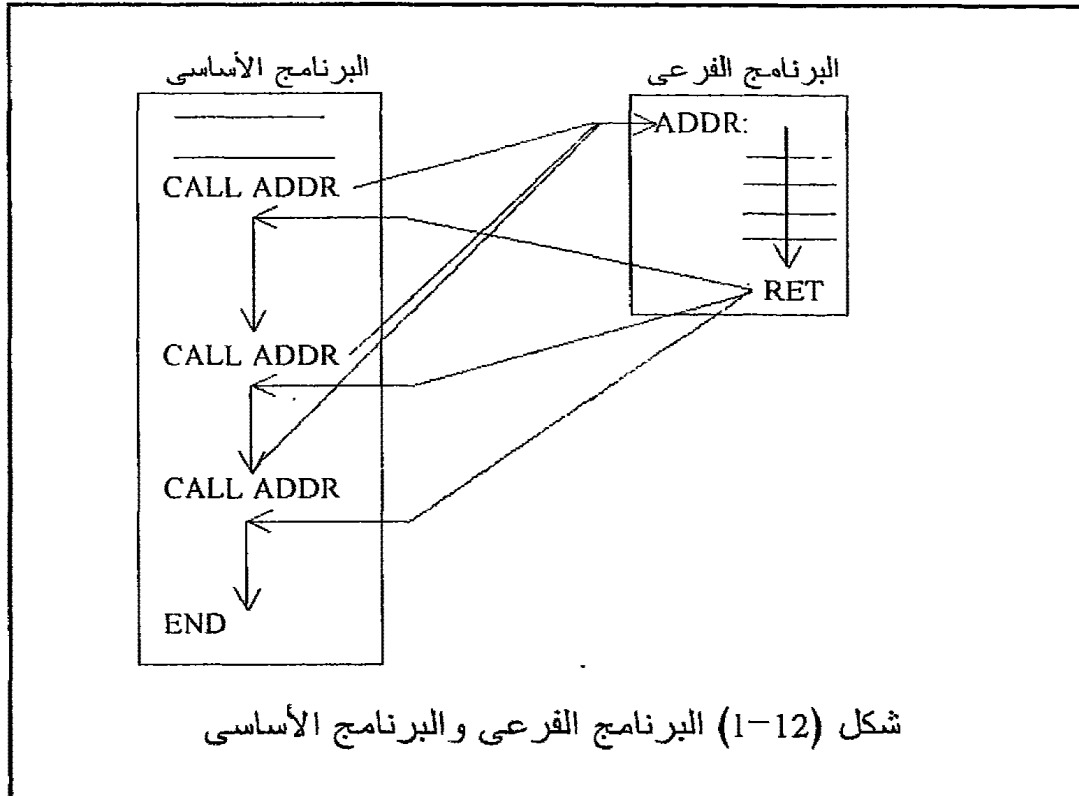 البرنامج الأساسى
CALL ADDR
CALL ADDR
CALL ADDR
END
البرنامج الفرعى
ADDR:
RET
شكل (12-1) البرنامج الفرعى والبرنامج الأساسى